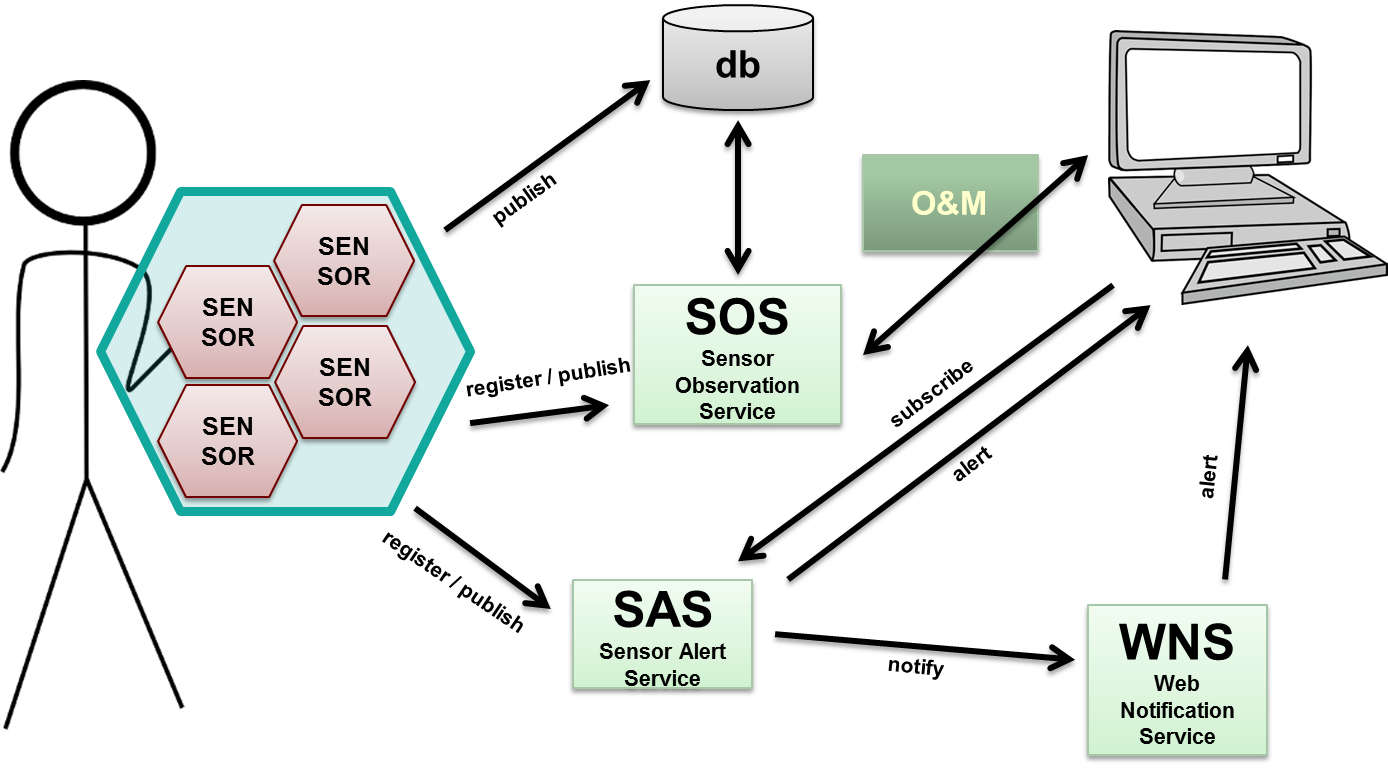 db
publish
O&M
SEN
SOR
SEN
SOR
SEN
SOR
SEN
SOR
SOS
Sensor
Observation
Service
register / publish
subscribe
alert
alert
register / publish
SAS
Sensor Alert
Service
notify
WNS
Web
Notification
Service